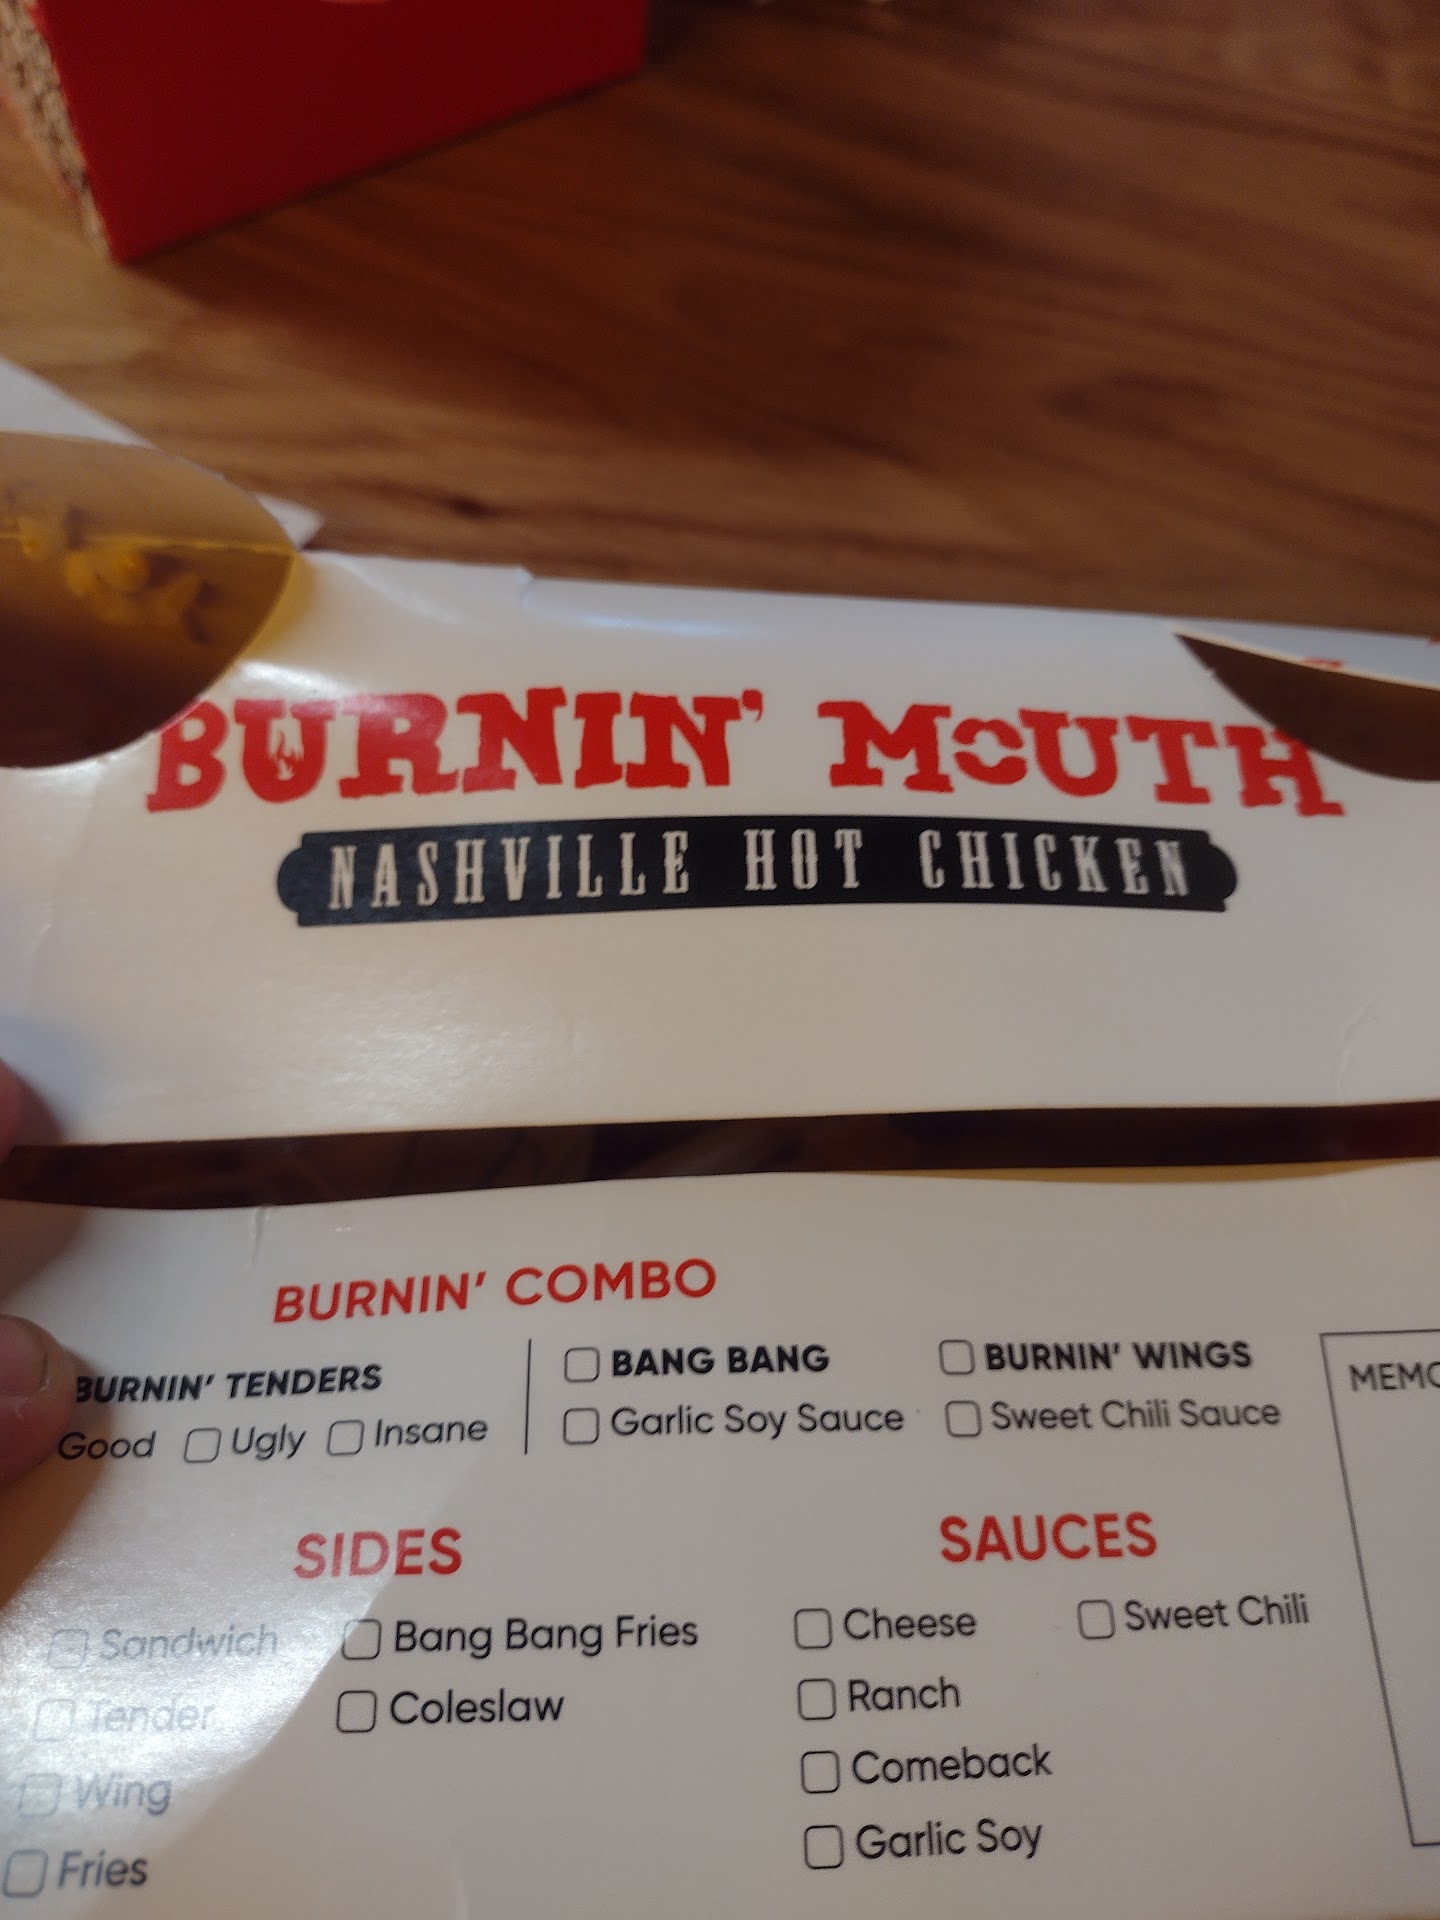 BURNIN' MOUTH
NASHVILLE HOT CHICKEN
BURNIN' COMBO
BURNIN' TENDERS
Good Ugly Insane
BANG BANG
Garlic Soy Sauce
BURNIN' WINGS
Sweet Chili Sauce
SIDES
Sandwich
Tender
Wing
Fries
Bang Bang Fries
Coleslaw
SAUCES
Cheese
Ranch
Comeback
Garlic Soy
Sweet Chili
MEMO